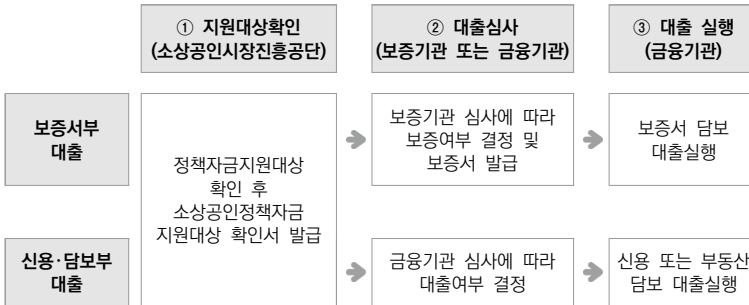 ① 지원대상확인
(소상공인시장진흥공단)
② 대출심사
(보증기관 또는 금융기관)
③ 대출 실행
(금융기관)
보증서부
대출
정책자금지원대상
확인 후
소상공인정책자금
지원대상 확인서 발급
보증기관 심사에 따라
보증여부 결정 및
보증서 발급
보증서 담보
대출실행
신용·담보부
대출
금융기관 심사에 따라
대출여부 결정
신용 또는 부동산
담보 대출실행